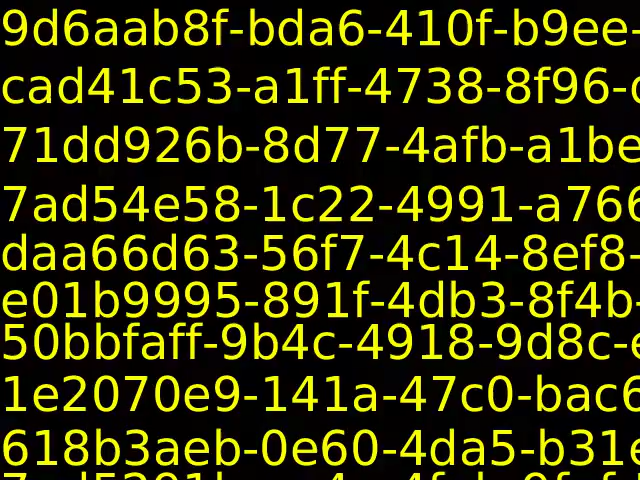 9d6aab8f-bda6-410f-b9ee-
cad41c53-a1ff-4738-8f96-
71dd926b-8d77-4afb-a1be
7ad54e58-1c22-4991-a766
daa66d63-56f7-4c14-8ef8-
e01b9995-891f-4db3-8f4b-
50bbfaff-9b4c-4918-9d8c-e
1e2070e9-141a-47c0-bac6
618b3aeb-0e60-4da5-b31e